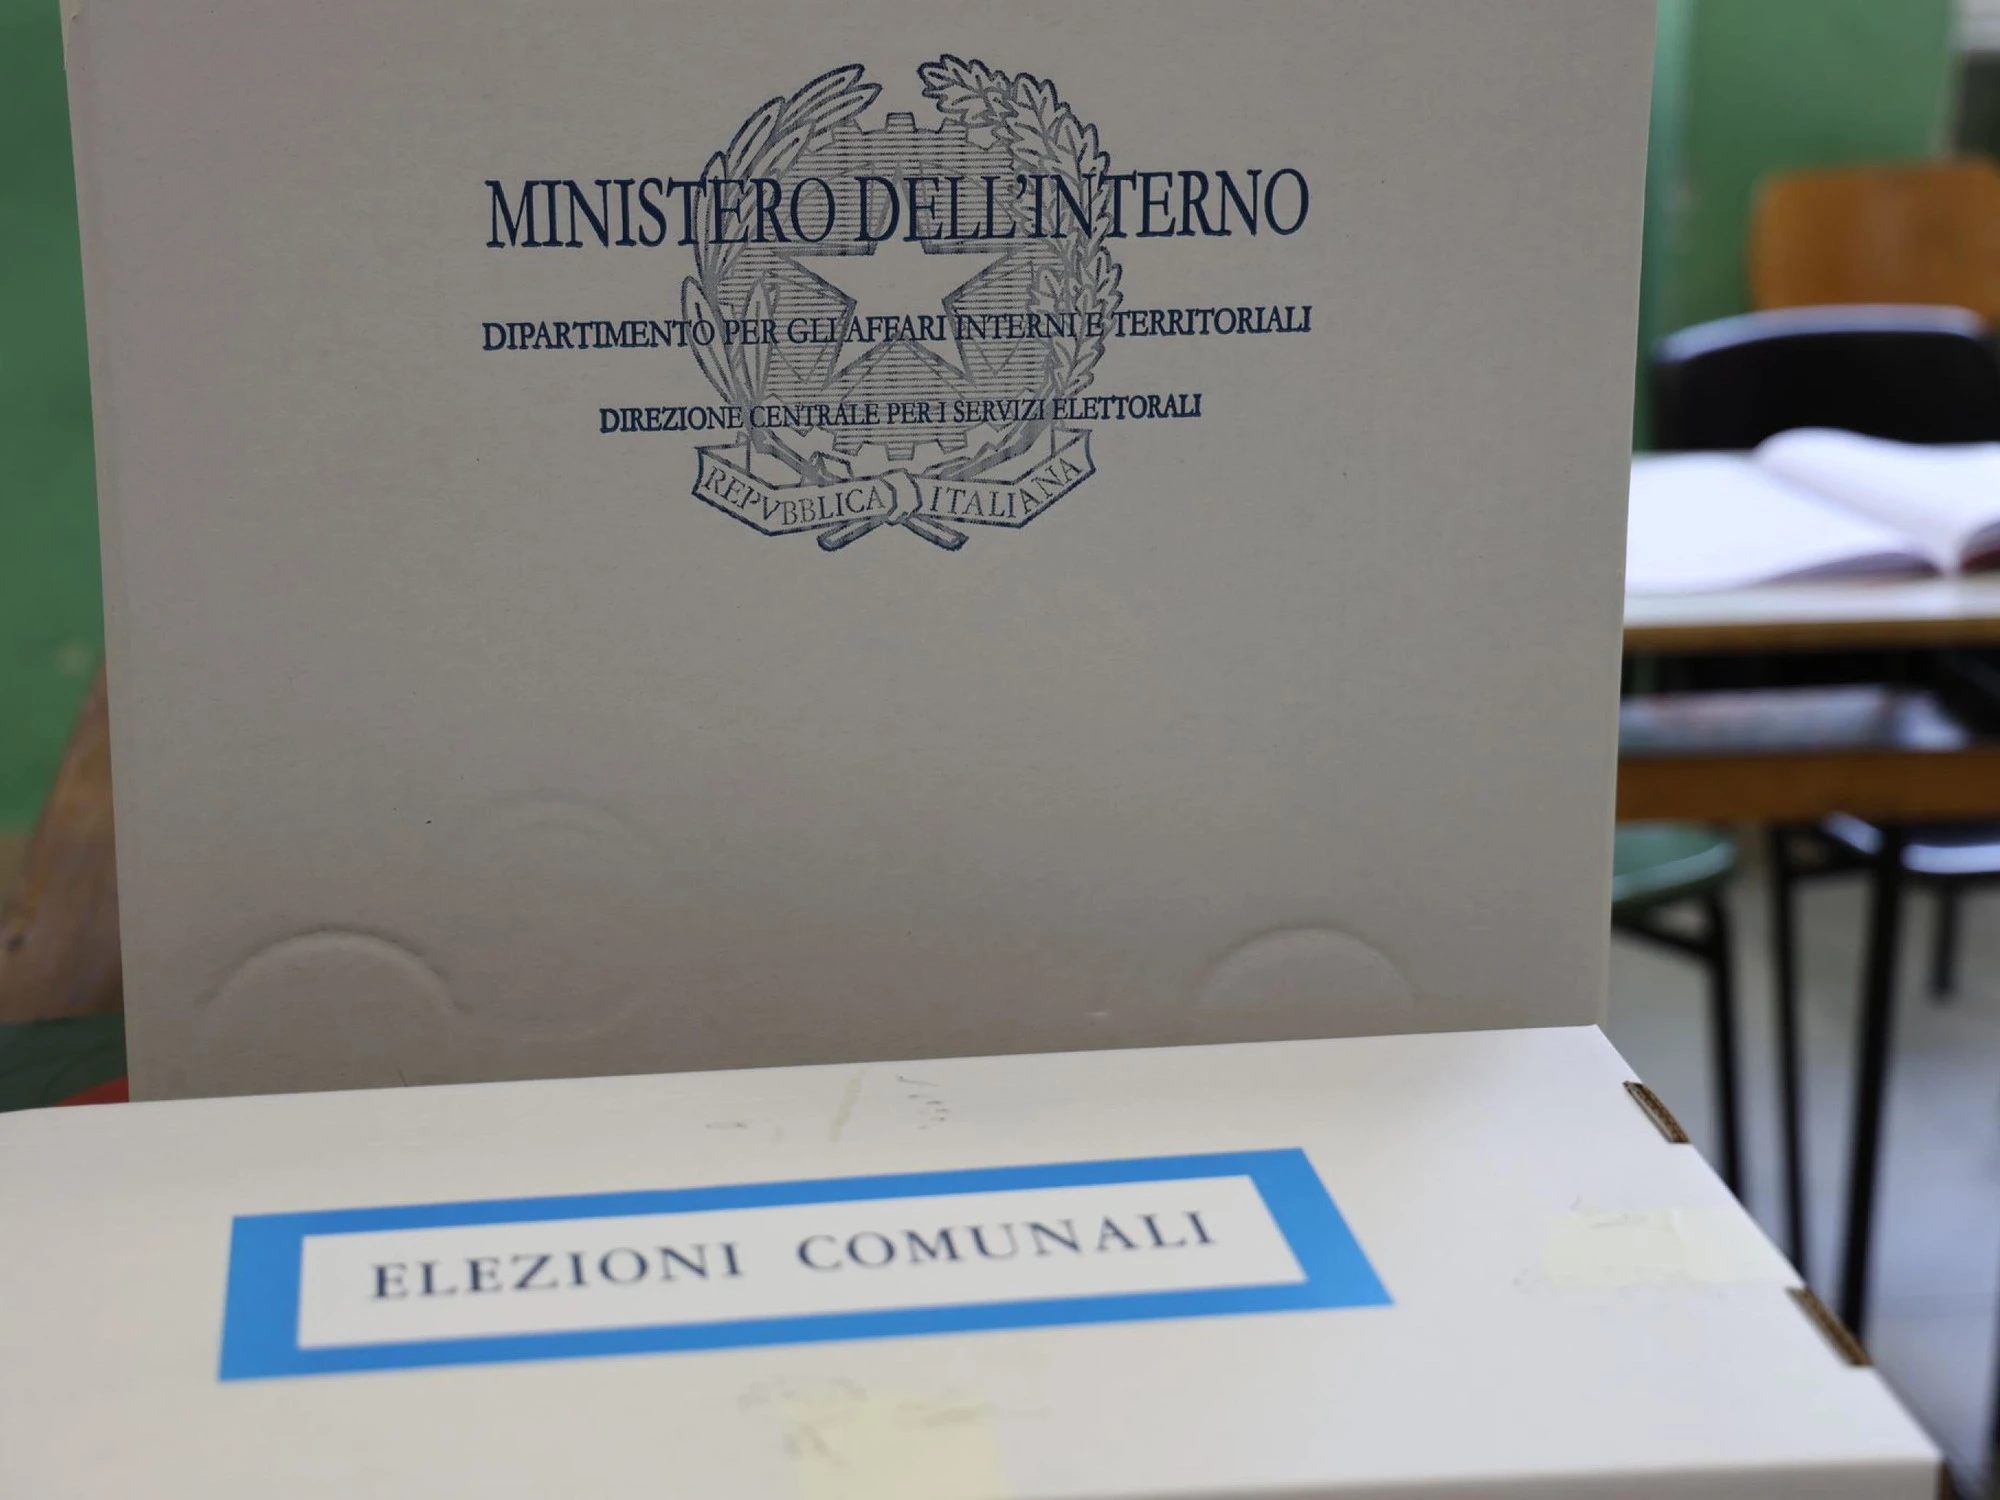 MINISTERO DELL'INTERNO
DIPARTIMENTO PER GLI AFFARI INTERNI E TERRITORIALI
DIREZIONE CENTRALE PER I SERVIZI ELETTORALI
REPVBBLICA ITALIANA
ELEZIONI COMUNALI